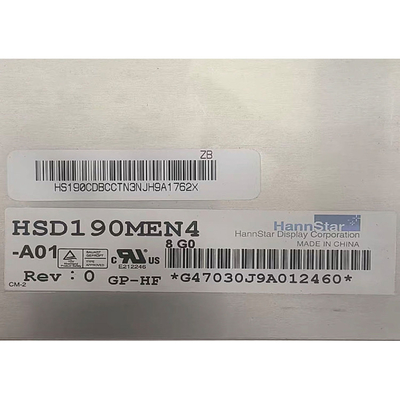 ZB
HS190CDBCCTN3NJH9A1762X
HSD190MEN4
HannStar
HannStar Display Corporation
MADE IN CHINA
-A01
8 G0
c US
E212246
Rev: 0
GP-HF
*G47030J9A012460*
CM-2